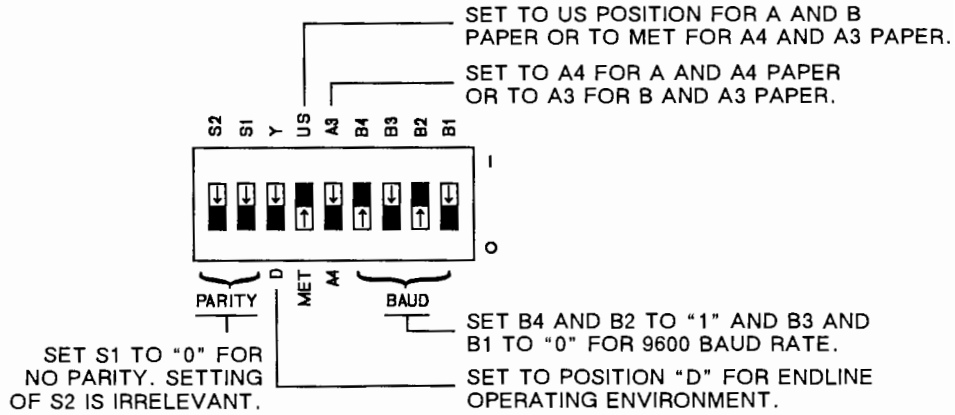 SET TO US POSITION FOR A AND B
PAPER OR TO MET FOR A4 AND A3 PAPER.
SET TO A4 FOR A AND A4 PAPER
OR TO A3 FOR B AND A3 PAPER.
S2 S1 Y US A3 B4 B3 B2 B1
I
O
D MET A4
PARITY BAUD
SET B4 AND B2 TO "1" AND B3 AND
B1 TO "0" FOR 9600 BAUD RATE.
SET S1 TO "0" FOR
NO PARITY. SETTING
OF S2 IS IRRELEVANT.
SET TO POSITION "D" FOR ENDLINE
OPERATING ENVIRONMENT.